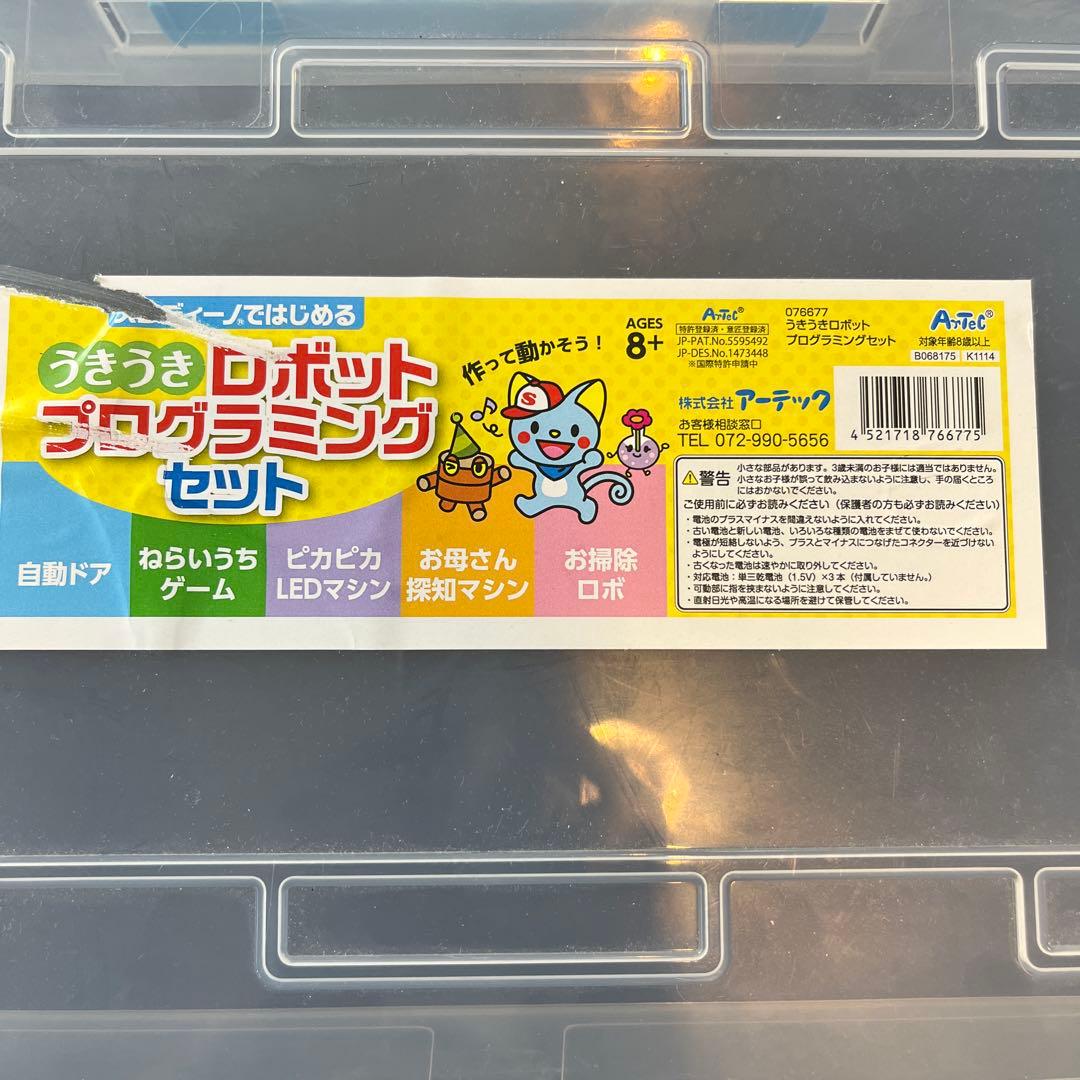 ディーノ®ではじめる
うきうき ロボット
プログラミング
セット
作って動かそう!
S
AGES
8+
自動ドア
ねらいうち
ゲーム
ピカピカ
LEDマシン
お母さん
探知マシン
お掃除
ロボ
ArTeC®
特許登録済・意匠登録済
JP-PAT.No.5595492
JP-DES.No.1473448
※国際特許申請中
076677
うきうきロボット
プログラミングセット
ArTeC®
対象年齢8歳以上
B068175 K1114
株式会社 アーテック
お客様相談窓口
TEL 072-990-5656
4 521718 766775
警告
小さな部品があります。3歳未満のお子様には適当ではありません。
小さなお子様が誤って飲み込まないように注意し、手の届くところ
にはおかないでください。
ご使用前に必ずお読みください(保護者の方も必ずお読みください)
・電池のプラスマイナスを間違えないように入れてください。
・古い電池と新しい電池、いろいろな種類の電池をまぜて使わないでください。
・電極が短絡しないよう、プラスとマイナスにつなげたコネクターを近づけない
ようにしてください。
・古くなった電池は速やかに取り外してください。
・対応電池:単三乾電池(1.5V)×3本(付属していません。)
・可動部に指を挟まないように注意してください。
・直射日光や高温になる場所を避けて保管してください。